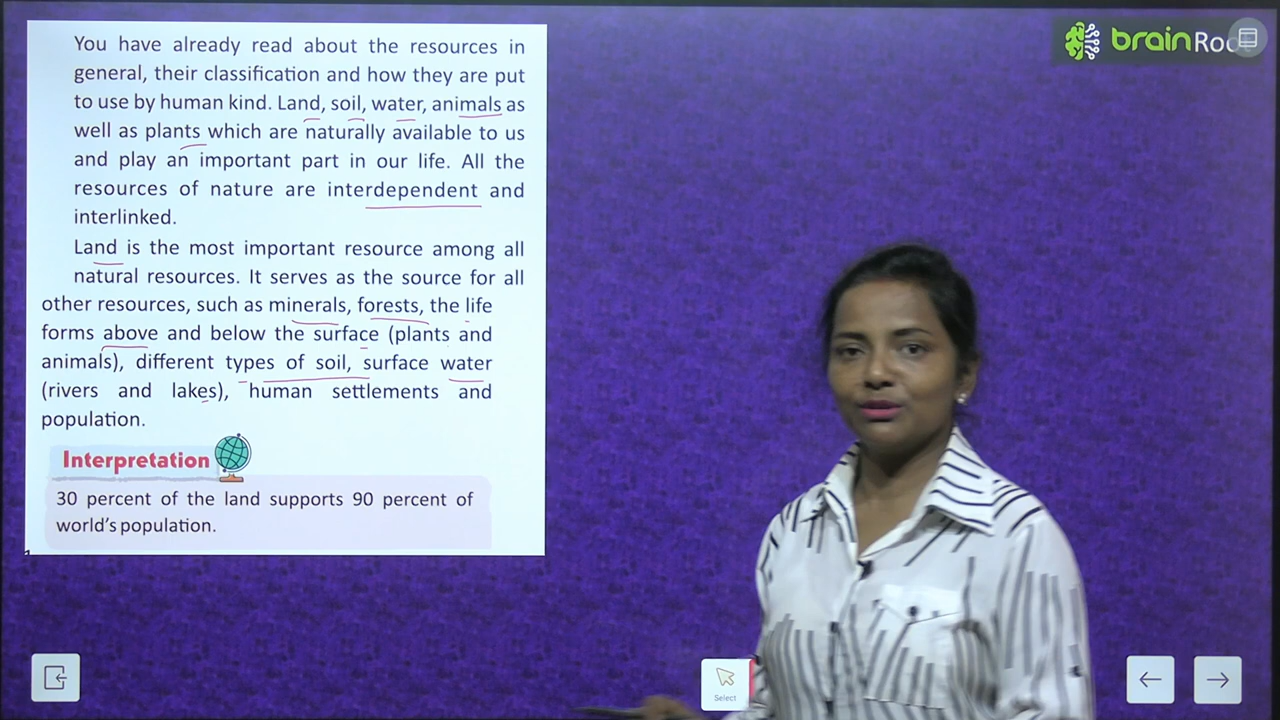 You have already read about the resources in
general, their classification and how they are put
to use by human kind. Land, soil, water, animals as
well as plants which are naturally available to us
and play an important part in our life. All the
resources of nature are interdependent and
interlinked.
Land is the most important resource among all
natural resources. It serves as the source for all
other resources, such as minerals, forests, the life
forms above and below the surface (plants and
animals), different types of soil, surface water
(rivers and lakes), human settlements and
population.
Interpretation
30 percent of the land supports 90 percent of
world's population.
brainRoo
Select